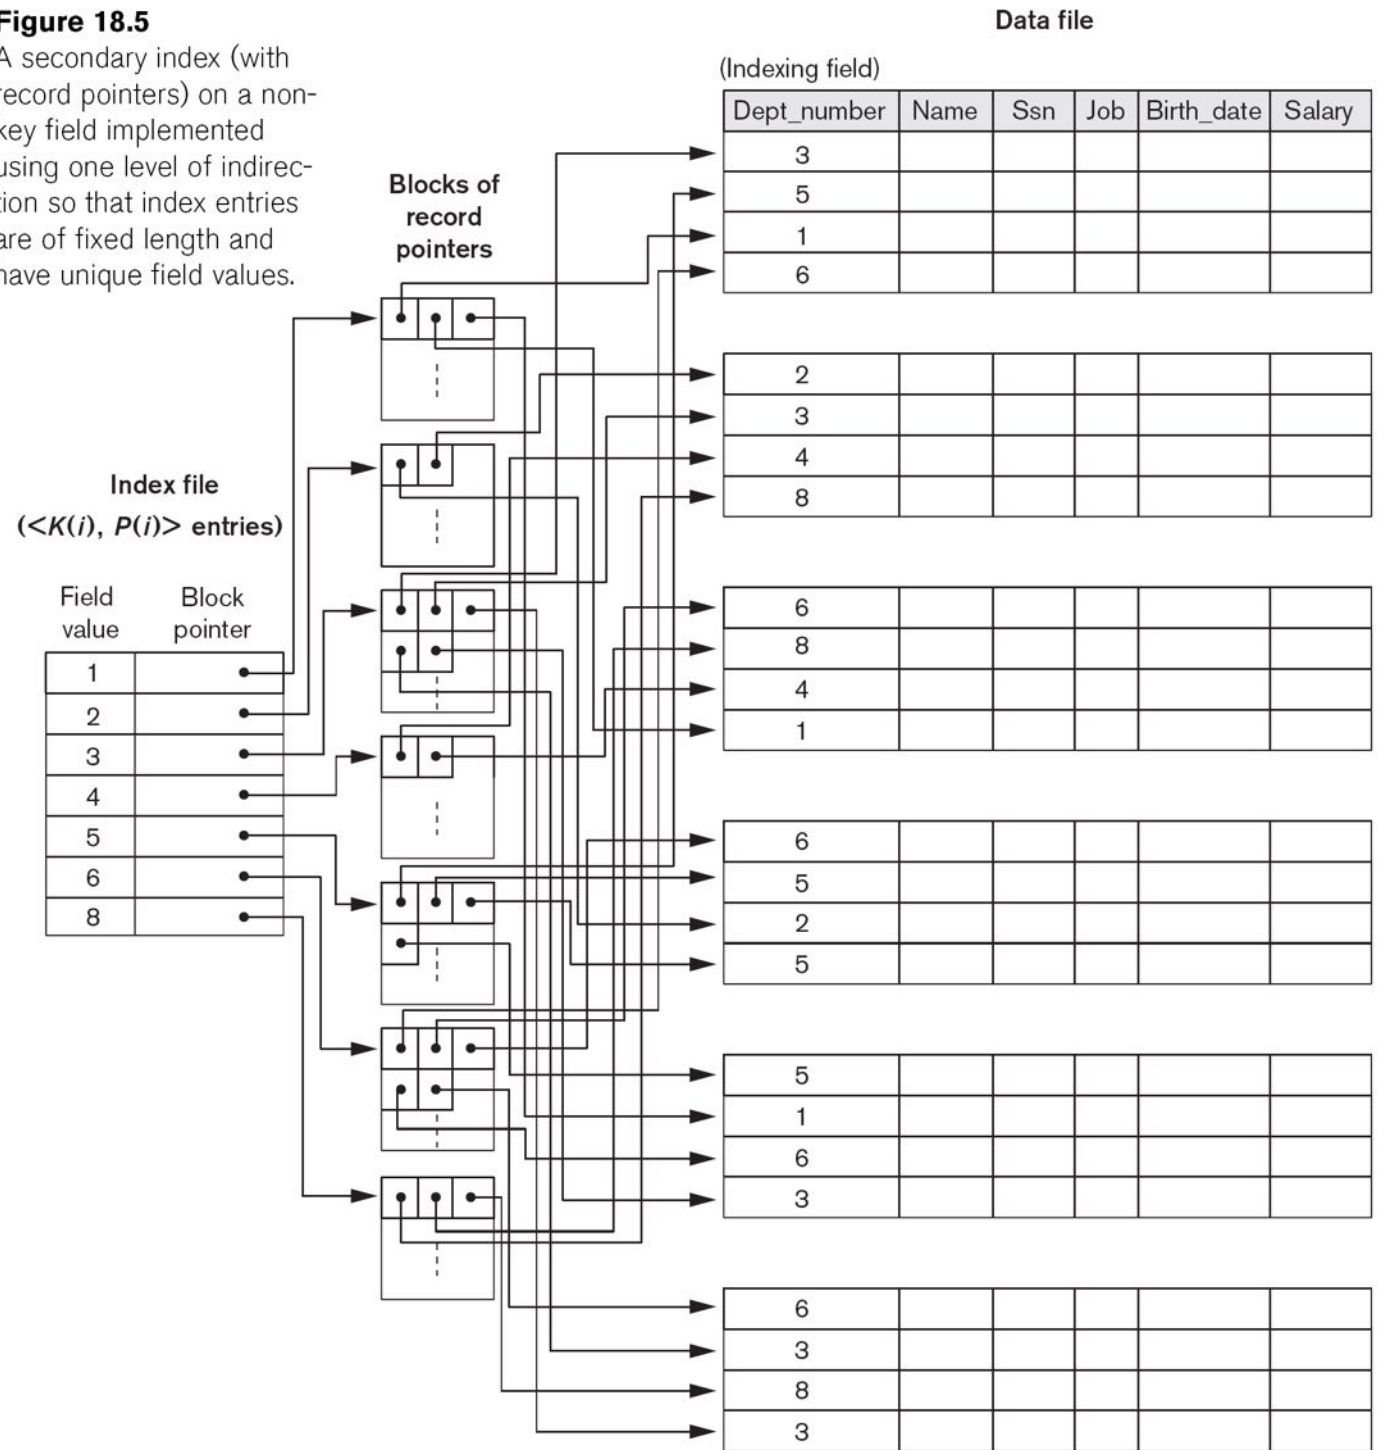 Figure 18.5
A secondary index (with
record pointers) on a non-
key field implemented
using one level of indirec-
tion so that index entries
are of fixed length and
have unique field values.
Data file
(Indexing field)
Dept_number Name Ssn Job Birth_date Salary
3
5
1
6
2
3
4
8
6
8
4
1
6
5
2
5
5
1
6
3
6
3
8
3
Blocks of
record
pointers
Index file
(<K(i), P(i)> entries)
Field
value
Block
pointer
1
2
3
4
5
6
8